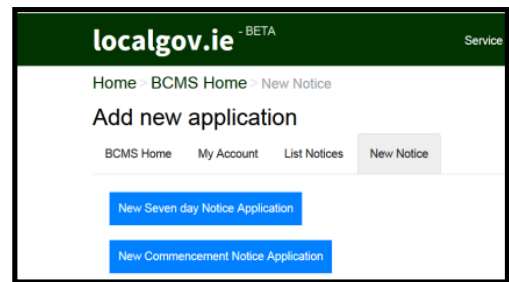 localgov.ie - BETA
Service
Home > BCMS Home > New Notice
Add new application
BCMS Home My Account List Notices New Notice
New Seven day Notice Application
New Commencement Notice Application